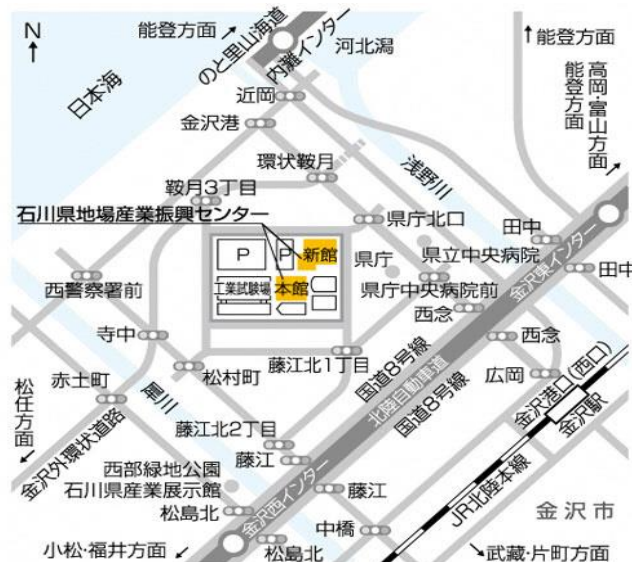 N
能登方面
のと里山海道
内灘インター
河北潟
能登方面
高岡・富山方面
能登方面
日本海
近岡
金沢港
環状鞍月
浅野川
鞍月3丁目
石川県地場産業振興センター
県庁北口
田中
金沢東インター
田中
P
P
新館
県庁
県立中央病院
西警察署前
工業試験場
本館
県庁中央病院前
西念
西念
寺中
藤江北1丁目
国道8号線
北陸自動車道
国道8号線
広岡
金沢港口(西口)
金沢駅
松村町
赤土町
松任方面
犀川
金沢外環状道路
藤江北2丁目
藤江
西部緑地公園
石川県産業展示館
金沢西インター
藤江
JR北陸本線
金沢市
松島北
中橋
小松・福井方面
松島北
武蔵・片町方面